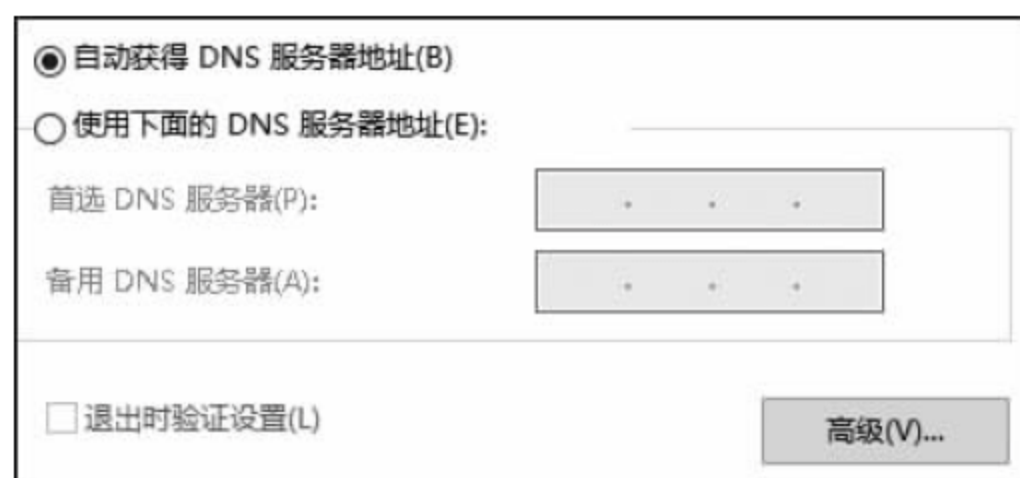 自动获得 DNS 服务器地址(B)
使用下面的 DNS 服务器地址(E):
首选 DNS 服务器(P):
备用 DNS 服务器(A):
退出时验证设置(L)
高级(V)...